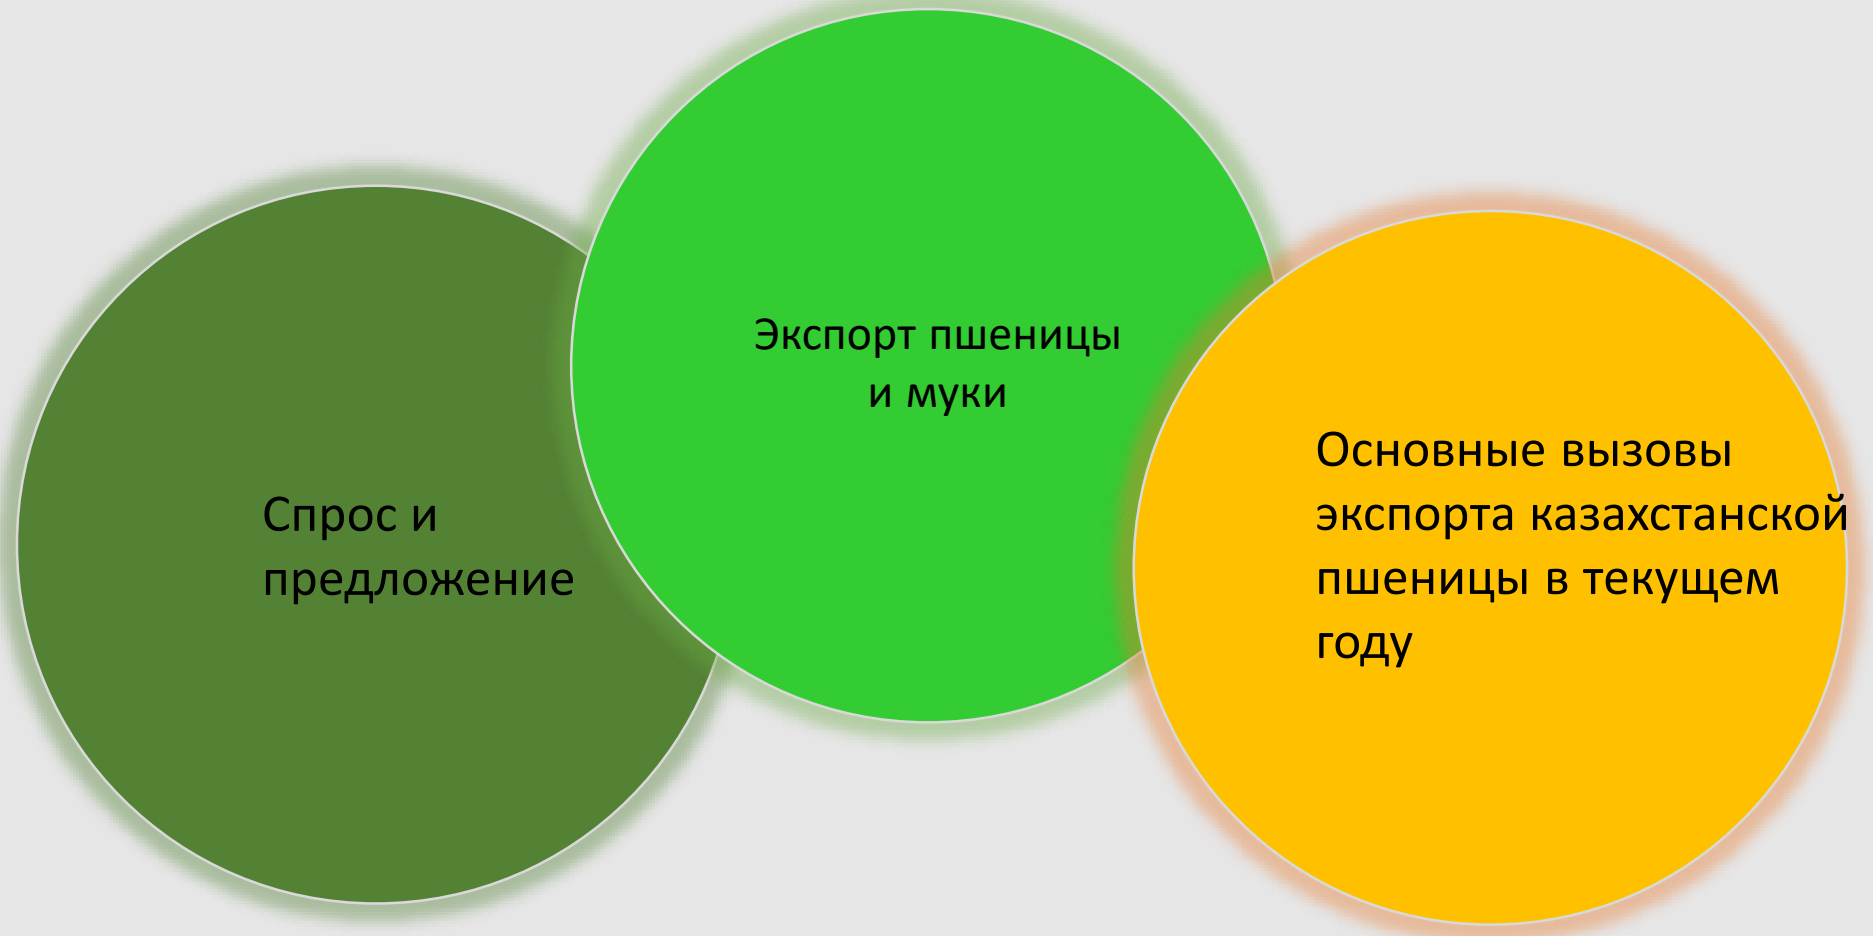 Спрос и
предложение
Экспорт пшеницы
и муки
Основные вызовы
экспорта казахстанской
пшеницы в текущем
году